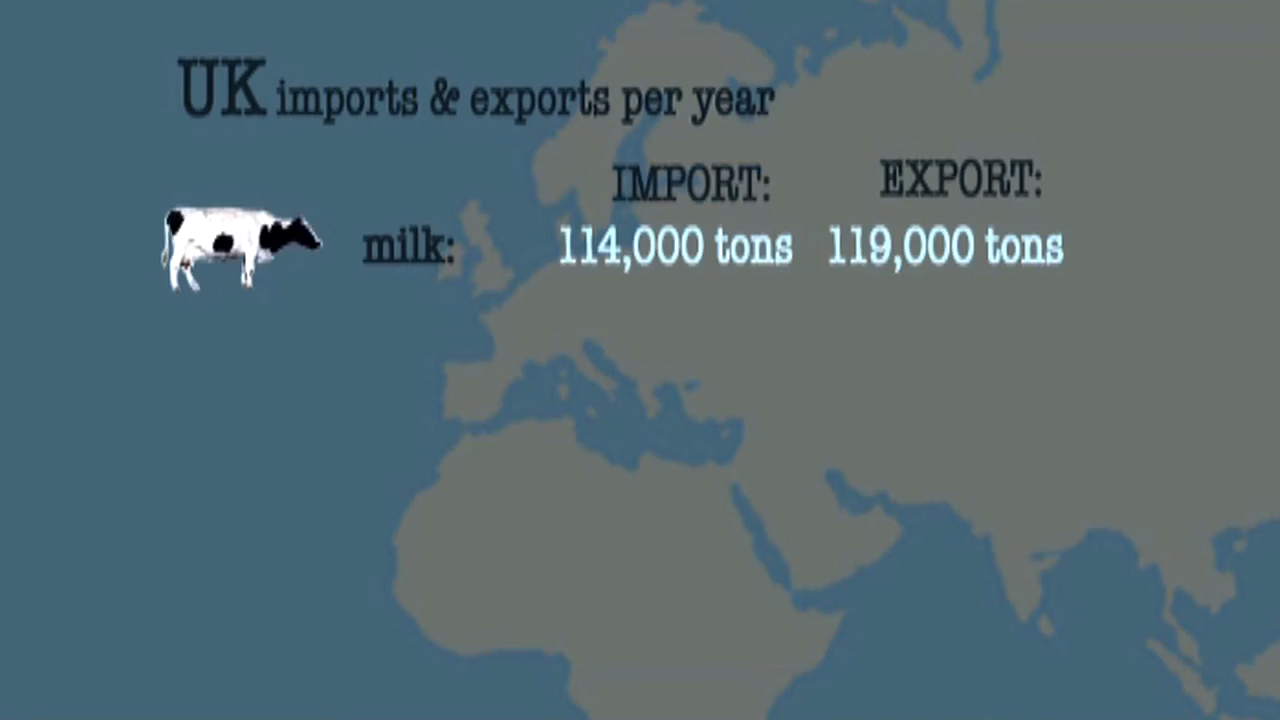 UK imports & exports per year
IMPORT: EXPORT:
milk: 114,000 tons 119,000 tons